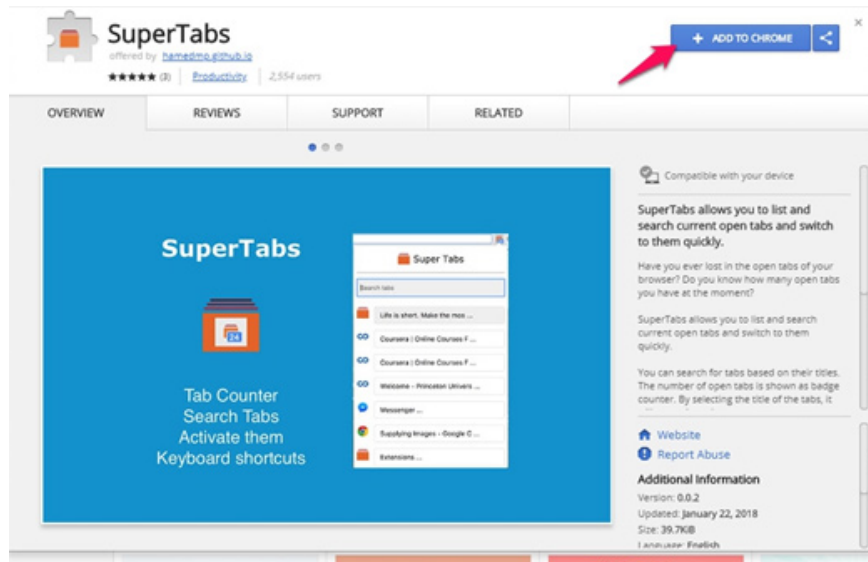 SuperTabs
offered by hamedmp.github.io
★★★★★ (3) Productivity 2,554 users
+ ADD TO CHROME
OVERVIEW REVIEWS SUPPORT RELATED
SuperTabs
Tab Counter
Search Tabs
Activate them
Keyboard shortcuts
24
Super Tabs
Search tabs
Life is short. Make the mos ...
Coursera | Online Courses F ...
Coursera | Online Courses F ...
Welcome - Princeton Univers ...
Messenger ...
Supplying Images - Google C ...
Extensions ...
Compatible with your device
SuperTabs allows you to list and
search current open tabs and switch
to them quickly.
Have you ever lost in the open tabs of your
browser? Do you know how many open tabs
you have at the moment?
SuperTabs allows you to list and search
current open tabs and switch to them
quickly.
You can search for tabs based on their titles.
The number of open tabs is shown as badge
counter. By selecting the title of the tabs, it
Website
Report Abuse
Additional Information
Version: 0.0.2
Updated: January 22, 2018
Size: 39.7KiB
Language: English